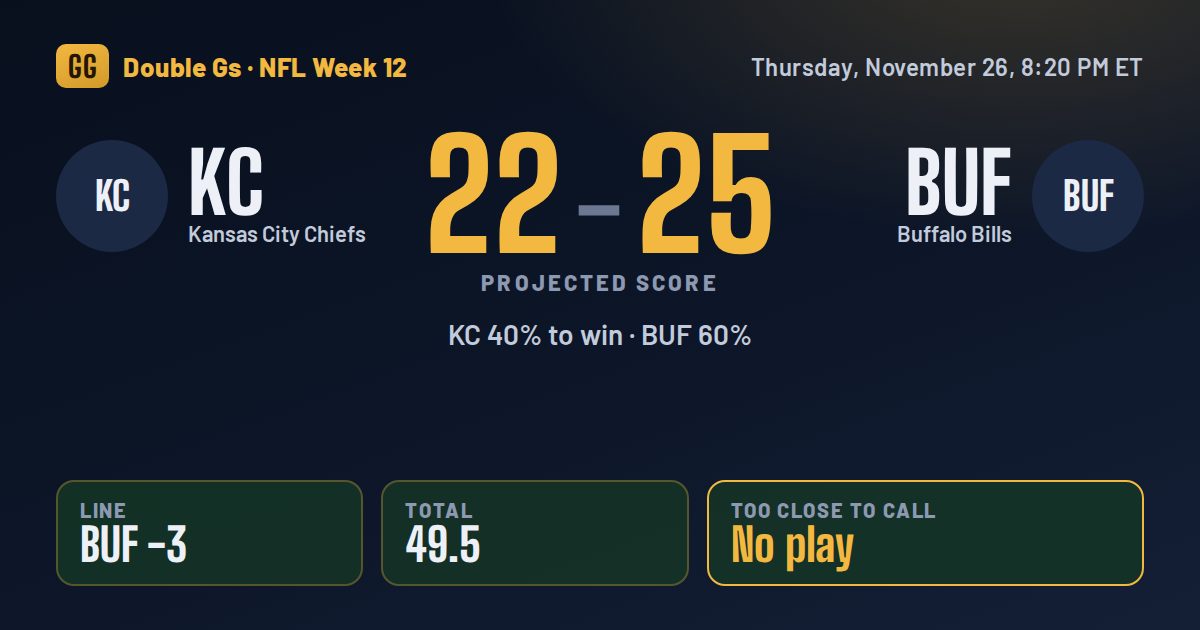 GG Double Gs · NFL Week 12
Thursday, November 26, 8:20 PM ET
KC
KC
Kansas City Chiefs
22 – 25
PROJECTED SCORE
KC 40% to win · BUF 60%
BUF
Buffalo Bills
BUF
LINE
BUF −3
TOTAL
49.5
TOO CLOSE TO CALL
No play